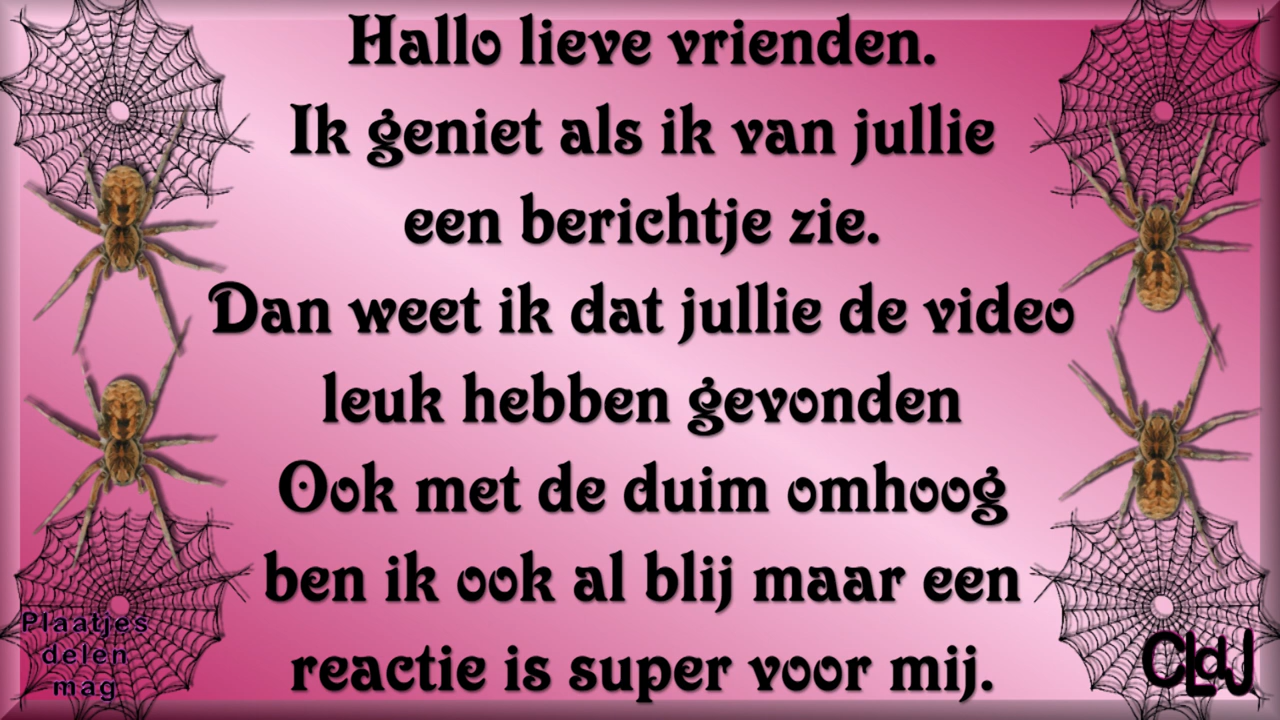 Hallo lieve vrienden.
Ik geniet als ik van jullie
een berichtje zie.
Dan weet ik dat jullie de video
leuk hebben gevonden
Ook met de duim omhoog
ben ik ook al blij maar een
reactie is super voor mij.
Plaatjes
delen
mag
CLdJ